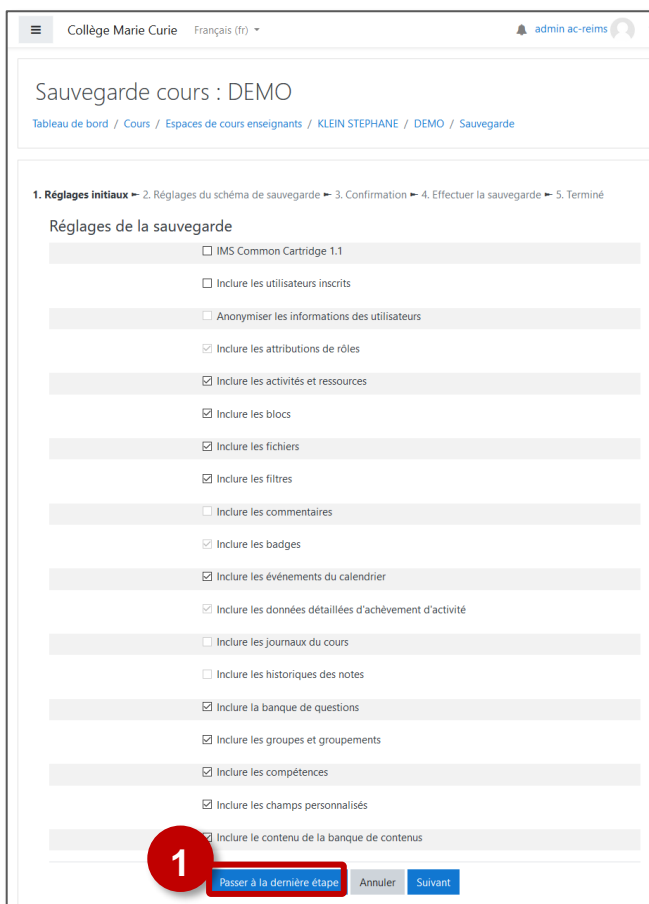 Collège Marie Curie Français (fr) admin ac-reims
Sauvegarde cours : DEMO
Tableau de bord / Cours / Espaces de cours enseignants / KLEIN STEPHANE / DEMO / Sauvegarde
1. Réglages initiaux ► 2. Réglages du schéma de sauvegarde ► 3. Confirmation ► 4. Effectuer la sauvegarde ► 5. Terminé
Réglages de la sauvegarde
IMS Common Cartridge 1.1
Inclure les utilisateurs inscrits
Anonymiser les informations des utilisateurs
Inclure les attributions de rôles
Inclure les activités et ressources
Inclure les blocs
Inclure les fichiers
Inclure les filtres
Inclure les commentaires
Inclure les badges
Inclure les événements du calendrier
Inclure les données détaillées d'achèvement d'activité
Inclure les journaux du cours
Inclure les historiques des notes
Inclure la banque de questions
Inclure les groupes et groupements
Inclure les compétences
Inclure les champs personnalisés
Inclure le contenu de la banque de contenus
1
Passer à la dernière étape Annuler Suivant